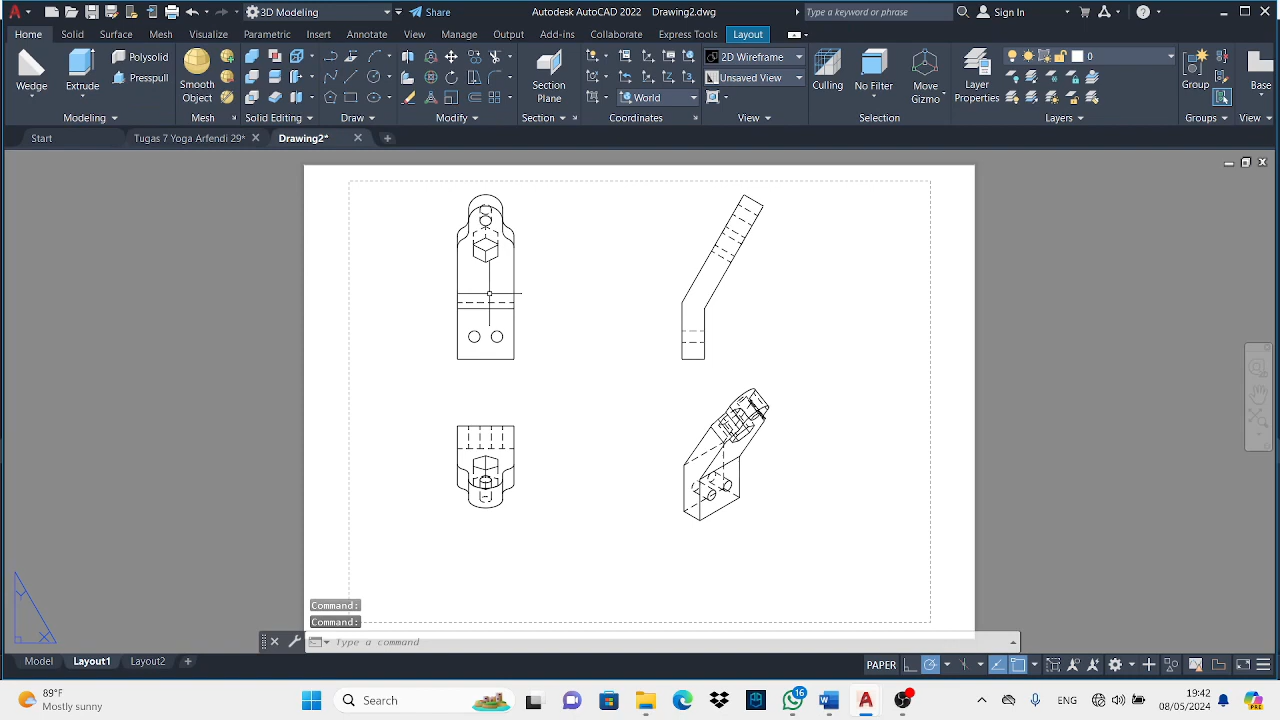 3D Modeling
Share
Autodesk AutoCAD 2022 Drawing2.dwg
Type a keyword or phrase
Sign In
Home
Solid
Surface
Mesh
Visualize
Parametric
Insert
Annotate
View
Manage
Output
Add-ins
Collaborate
Express Tools
Layout
Wedge
Extrude
Polysolid
Presspull
Smooth
Object
Section
Plane
World
2D Wireframe
Unsaved View
Culling
No Filter
Move
Gizmo
Layer
Properties
0
Group
Base
Modeling
Mesh
Solid Editing
Draw
Modify
Section
Coordinates
View
Selection
Layers
Groups
View
Start
Tugas 7 Yoga Arfendi 29*
Drawing2*
Y
X
Command:
Command:
Type a command
Model
Layout1
Layout2
PAPER
89°F
Mostly sunny
Search
16
ENG
19:42
08/05/2024
PRE